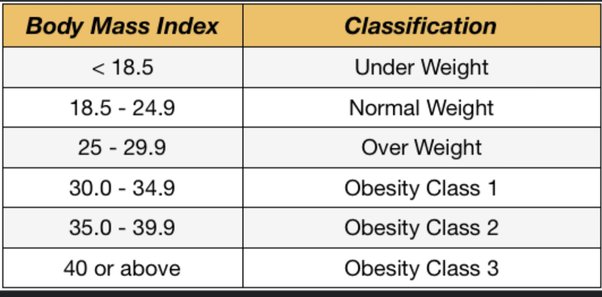 Body Mass Index Classification
< 18.5 Under Weight
18.5 - 24.9 Normal Weight
25 - 29.9 Over Weight
30.0 - 34.9 Obesity Class 1
35.0 - 39.9 Obesity Class 2
40 or above Obesity Class 3